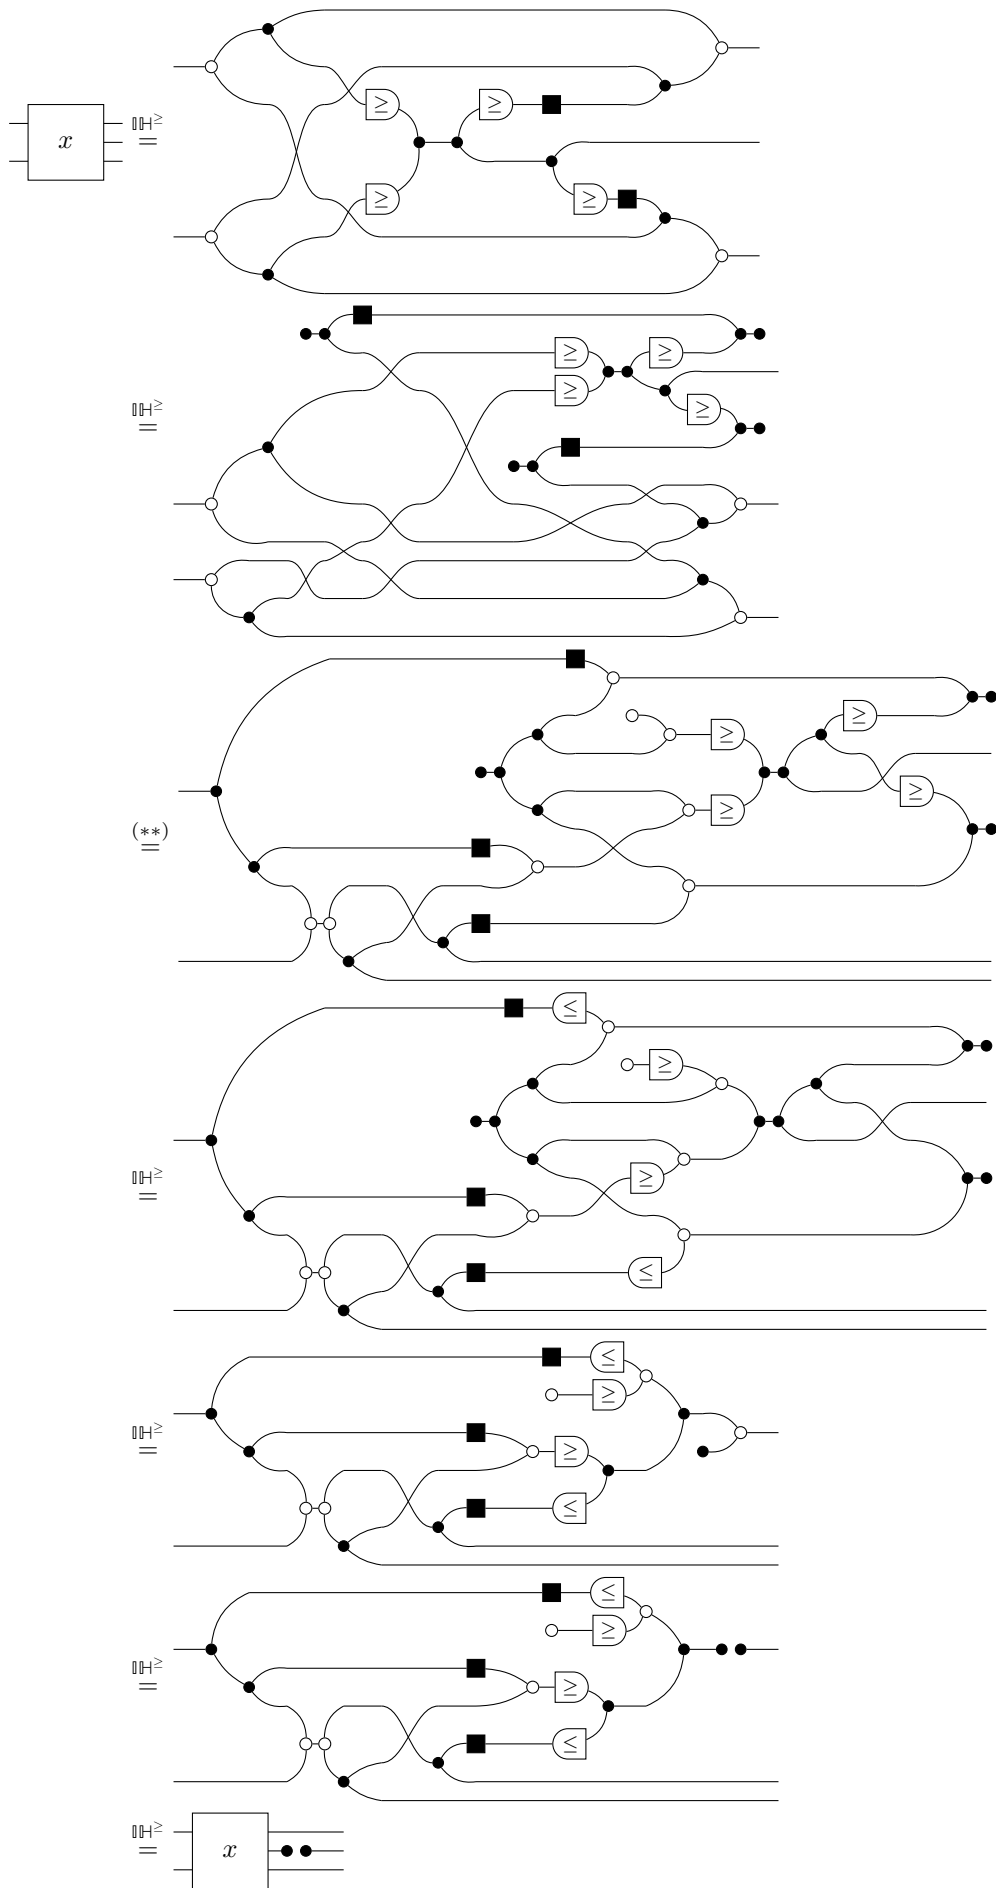 ≥ ≥
x 𝕀ℍ≥ =
≥ ≥
≥ ≥
≥
𝕀ℍ≥ = ≥
≥
≥
(**) = ≥
≥
≤
≥
𝕀ℍ≥ = ≥
≤
≤
≥
𝕀ℍ≥ = ≥
≤
≤
≥
𝕀ℍ≥ = ≥
≤
𝕀ℍ≥ = x